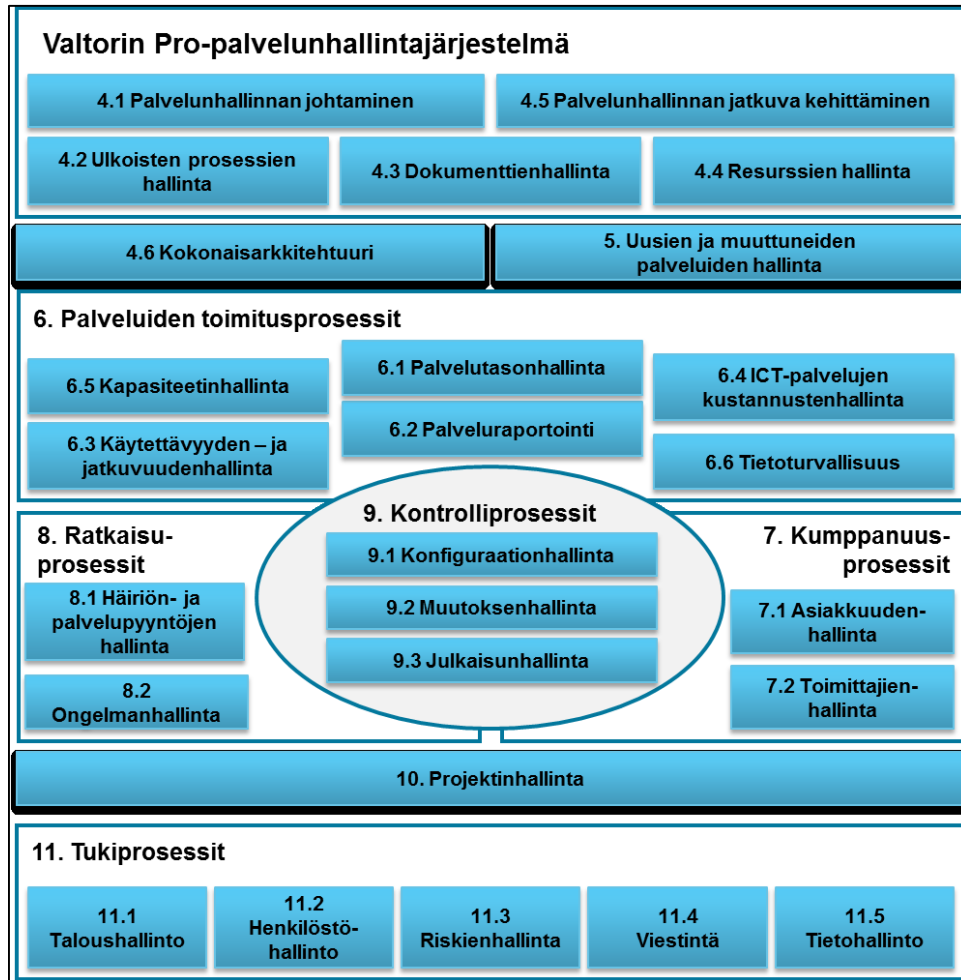 Valtorin Pro-palvelunhallintajärjestelmä
4.1 Palvelunhallinnan johtaminen
4.5 Palvelunhallinnan jatkuva kehittäminen
4.2 Ulkoisten prosessien
hallinta
4.3 Dokumenttienhallinta
4.4 Resurssien hallinta
4.6 Kokonaisarkkitehtuuri
5. Uusien ja muuttuneiden
palveluiden hallinta
6. Palveluiden toimitusprosessit
6.5 Kapasiteetinhallinta
6.1 Palvelutasonhallinta
6.4 ICT-palvelujen
kustannustenhallinta
6.3 Käytettävyyden – ja
jatkuvuudenhallinta
6.2 Palveluraportointi
6.6 Tietoturvallisuus
8. Ratkaisu-
prosessit
8.1 Häiriön- ja
palvelupyyntöjen
hallinta
8.2
Ongelmanhallinta
9. Kontrolliprosessit
9.1 Konfiguraationhallinta
9.2 Muutoksenhallinta
9.3 Julkaisunhallinta
7. Kumppanuus-
prosessit
7.1 Asiakkuuden-
hallinta
7.2 Toimittajien-
hallinta
10. Projektinhallinta
11. Tukiprosessit
11.1
Taloushallinto
11.2
Henkilöstö-
hallinto
11.3
Riskienhallinta
11.4
Viestintä
11.5
Tietohallinto